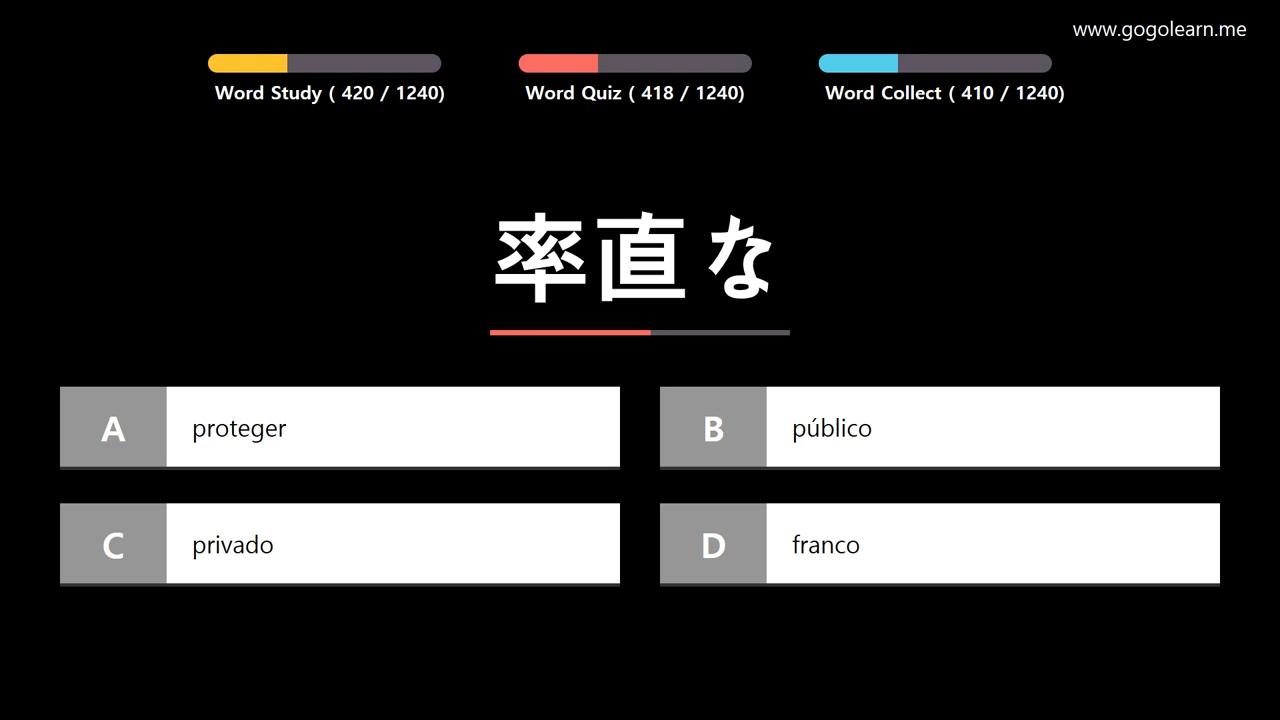 www.gogolearn.me
Word Study ( 420 / 1240)
Word Quiz ( 418 / 1240)
Word Collect ( 410 / 1240)
率直な
A proteger
B público
C privado
D franco